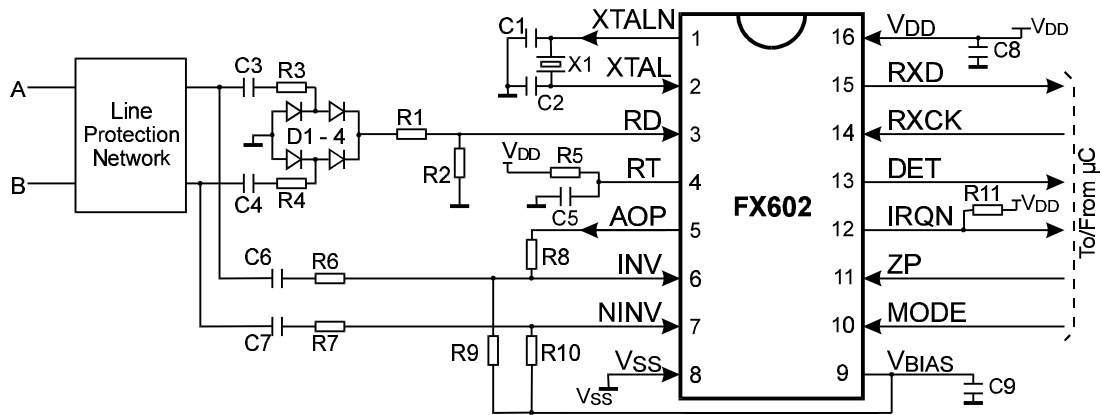 C1
XTALN
1
16
VDD
VDD
C8
X1
XTAL
2
15
RXD
C2
A
C3
R3
Line
Protection
Network
D1 - 4
R1
RD
3
14
RXCK
R2
VDD
R5
RT
4
13
DET
B
C4
R4
C5
FX602
R11
VDD
AOP
5
12
IRQN
To/From µC
R8
C6
R6
INV
6
11
ZP
C7
R7
NINV
7
10
MODE
R9
R10
VSS
VSS
8
9
VBIAS
C9